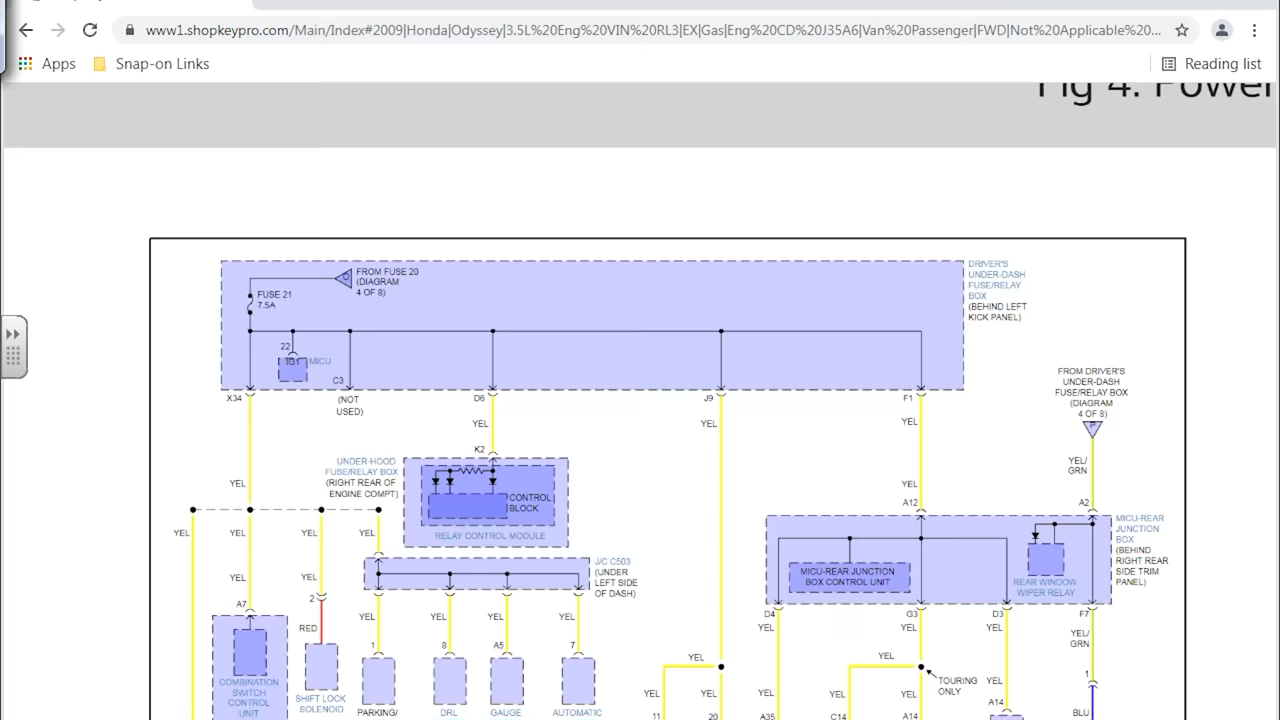 www1.shopkeypro.com/Main/Index#2009|Honda|Odyssey|3.5L%20Eng%20VIN%20RL3|EX|Gas|Eng%20CD%20J35A6|Van%20Passenger|FWD|Not%20Applicable%20...
Apps
Snap-on Links
Reading list
Fig 4. Power
FROM FUSE 20
(DIAGRAM
4 OF 8)
O
FUSE 21
7.5A
22
IG1
MICU
C3
DRIVER'S
UNDER-DASH
FUSE/RELAY
BOX
(BEHIND LEFT
KICK PANEL)
X34
(NOT
USED)
D6
J9
F1
FROM DRIVER'S
UNDER-DASH
FUSE/RELAY BOX
(DIAGRAM
4 OF 8)
P
YEL
YEL
YEL
K2
UNDER-HOOD
FUSE/RELAY BOX
(RIGHT REAR OF
ENGINE COMPT)
CONTROL
BLOCK
RELAY CONTROL MODULE
YEL/
GRN
YEL
YEL
A12
A2
MICU-REAR
JUNCTION
BOX
(BEHIND
RIGHT REAR
SIDE TRIM
PANEL)
YEL
YEL
YEL
YEL
J/C C503
(UNDER
LEFT SIDE
OF DASH)
MICU-REAR JUNCTION
BOX CONTROL UNIT
REAR WINDOW
WIPER RELAY
YEL
YEL
A7
2
D4
G3
D3
F7
YEL
YEL
YEL
YEL
RED
YEL
YEL
YEL
YEL/
GRN
1
8
A5
7
YEL
YEL
TOURING
ONLY
1
COMBINATION
SWITCH
CONTROL
UNIT
SHIFT LOCK
SOLENOID
PARKING/
DRL
GAUGE
AUTOMATIC
YEL
YEL
YEL
YEL
YEL
YEL
BLU
11
20
A35
C14
A14
A14